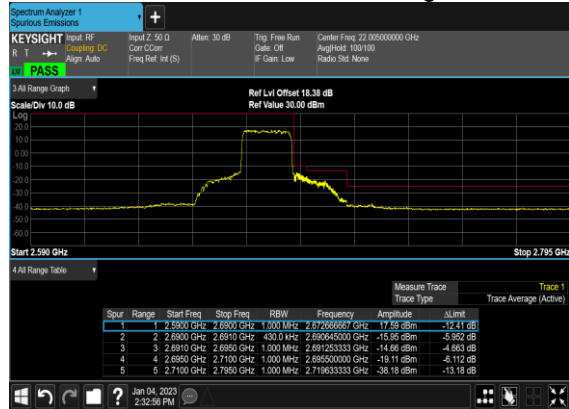 Spectrum Analyzer 1
Spurious Emissions
+
KEYSIGHT
R T
PASS
Input: RF
Coupling: DC
Align: Auto
Input Z: 50 Ω
Corr CCorr
Freq Ref: Int (S)
Atten: 30 dB
Trig: Free Run
Gate: Off
IF Gain: Low
Center Freq: 22.005000000 GHz
Avg|Hold: 100/100
Radio Std: None
3 All Range Graph
Scale/Div 10.0 dB
Ref Lvl Offset 18.38 dB
Ref Value 30.00 dBm
Log
20.0
10.0
0.00
-10.0
-20.0
-30.0
-40.0
-50.0
-60.0
Start 2.590 GHz
Stop 2.795 GHz
4 All Range Table
Measure Trace Trace 1
Trace Type Trace Average (Active)
Spur Range Start Freq Stop Freq RBW Frequency Amplitude ΔLimit
1 1 2.5900 GHz 2.6900 GHz 1.000 MHz 2.672666667 GHz 17.59 dBm -12.41 dB
2 2 2.6900 GHz 2.6910 GHz 430.0 kHz 2.690645000 GHz -15.95 dBm -5.952 dB
3 3 2.6910 GHz 2.6950 GHz 1.000 MHz 2.691253333 GHz -14.66 dBm -4.663 dB
4 4 2.6950 GHz 2.7100 GHz 1.000 MHz 2.695500000 GHz -19.11 dBm -6.112 dB
5 5 2.7100 GHz 2.7950 GHz 1.000 MHz 2.719633333 GHz -38.18 dBm -13.18 dB
?
Jan 04, 2023
2:32:56 PM